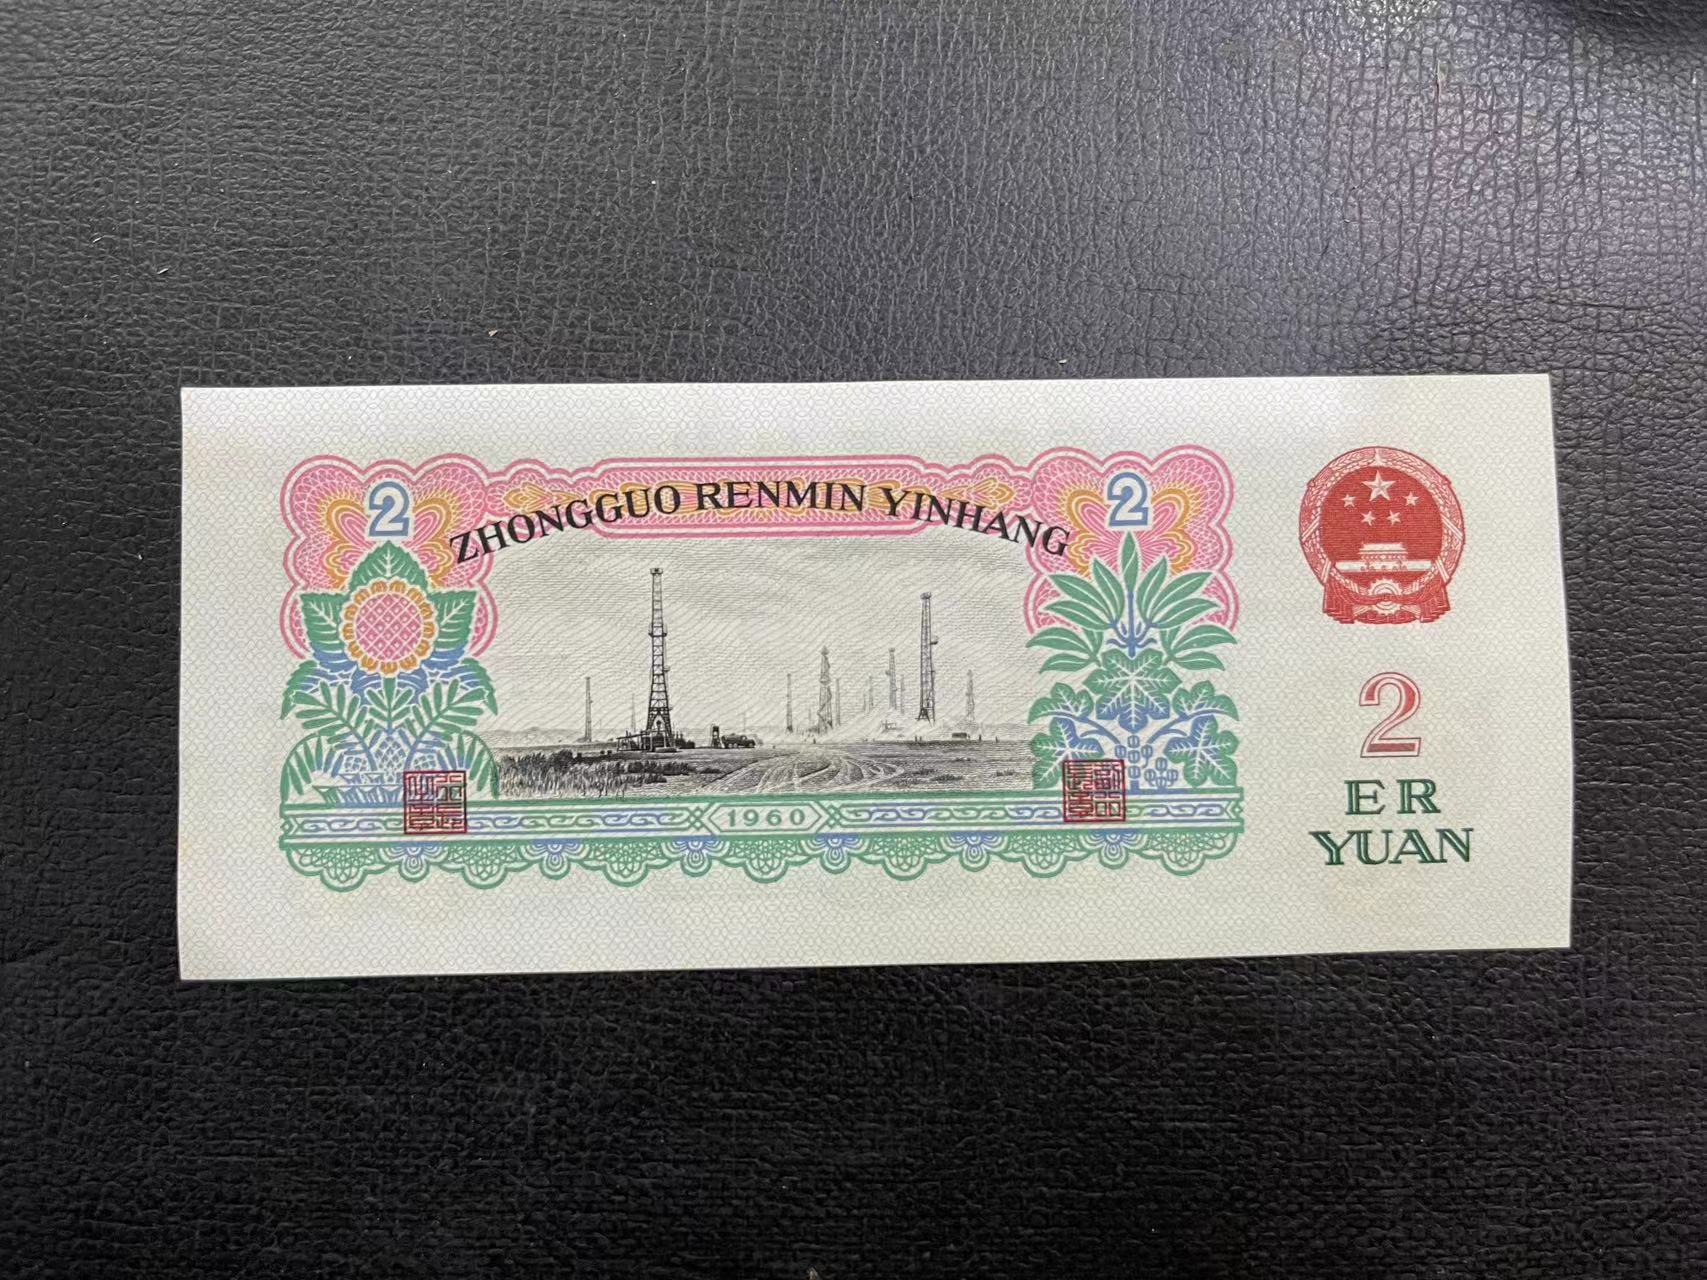 2
2
ZHONGGUO RENMIN YINHANG
1960
2
ER
YUAN